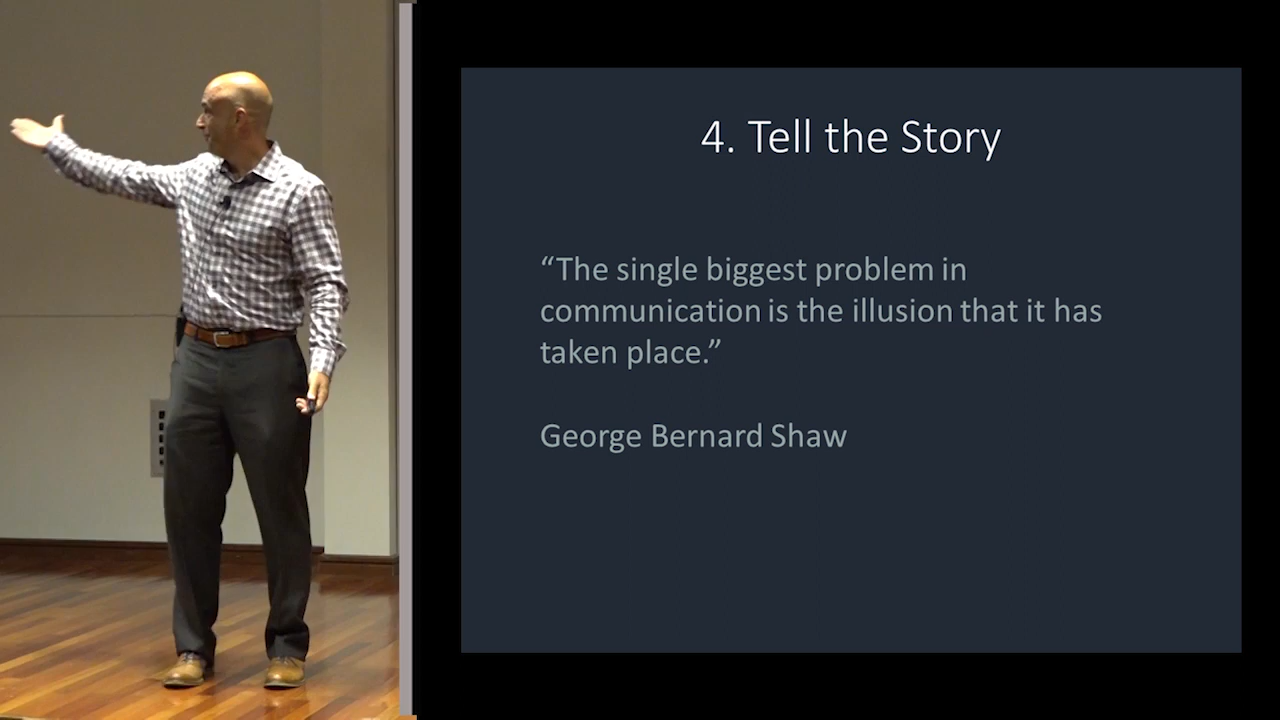 4. Tell the Story
“The single biggest problem in
communication is the illusion that it has
taken place.”
George Bernard Shaw